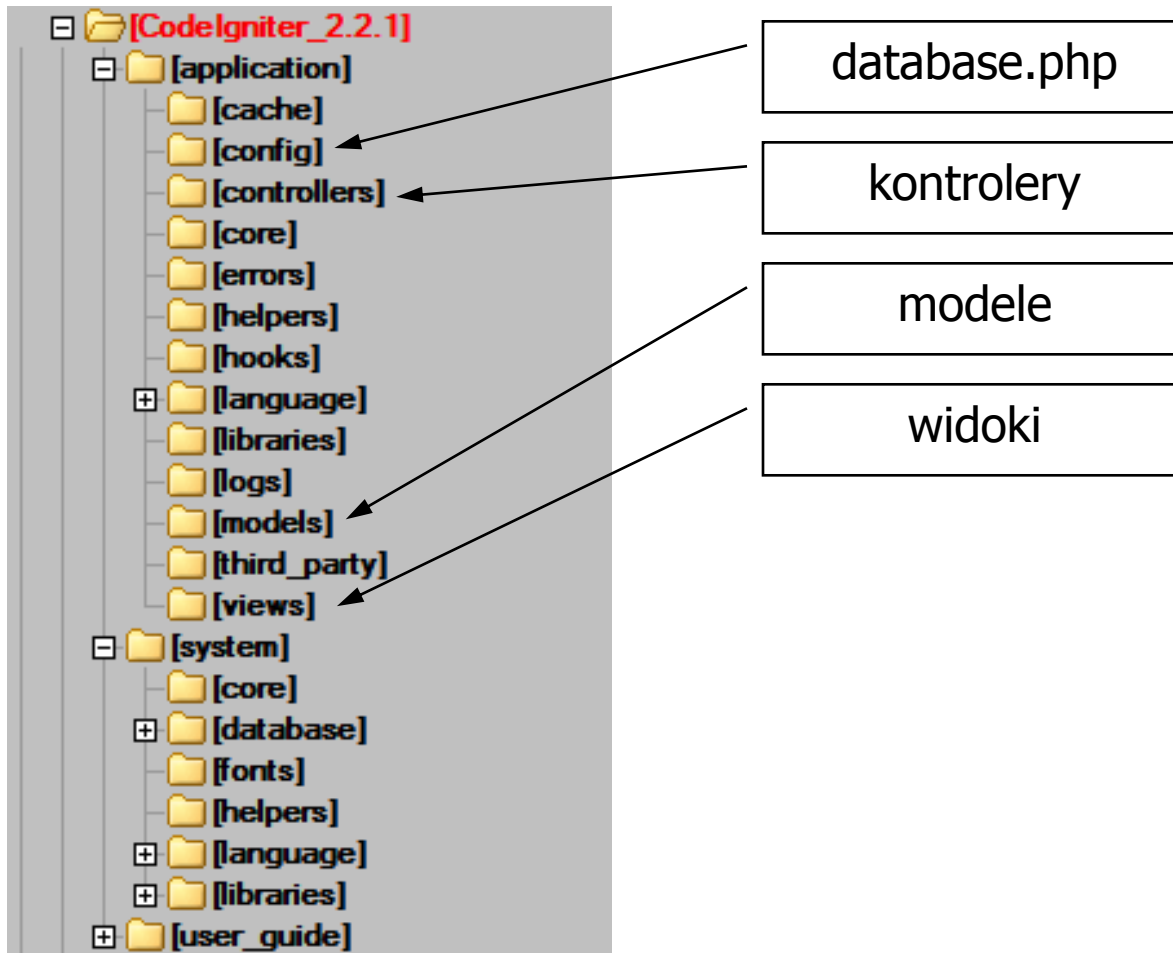 [CodeIgniter_2.2.1]
[application]
[cache]
[config]
[controllers]
[core]
[errors]
[helpers]
[hooks]
[language]
[libraries]
[logs]
[models]
[third_party]
[views]
[system]
[core]
[database]
[fonts]
[helpers]
[language]
[libraries]
[user_guide]
database.php
kontrolery
modele
widoki